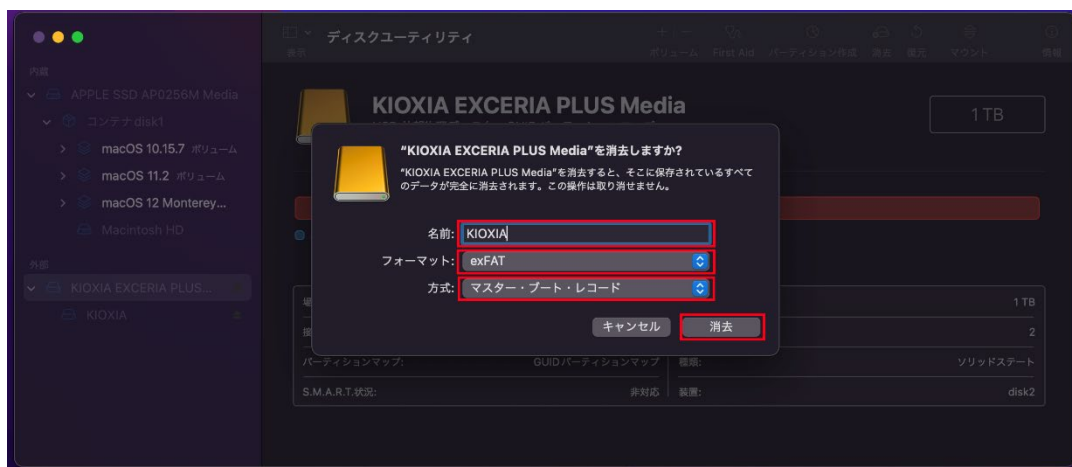 ディスクユーティリティ
表示
ボリューム First Aid パーティション作成 消去 復元 マウント 情報
内蔵
APPLE SSD AP0256M Media
コンテナ disk1
macOS 10.15.7 ボリューム
macOS 11.2 ボリューム
macOS 12 Monterey...
Macintosh HD
外部
KIOXIA EXCERIA PLUS...
KIOXIA
KIOXIA EXCERIA PLUS Media
1 TB
“KIOXIA EXCERIA PLUS Media”を消去しますか?
“KIOXIA EXCERIA PLUS Media”を消去すると、そこに保存されているすべて
のデータが完全に消去されます。この操作は取り消せません。
名前: KIOXIA
フォーマット: exFAT
方式: マスター・ブート・レコード
キャンセル 消去
1 TB
2
パーティションマップ: GUIDパーティションマップ 種類: ソリッドステート
S.M.A.R.T.状況: 非対応 装置: disk2